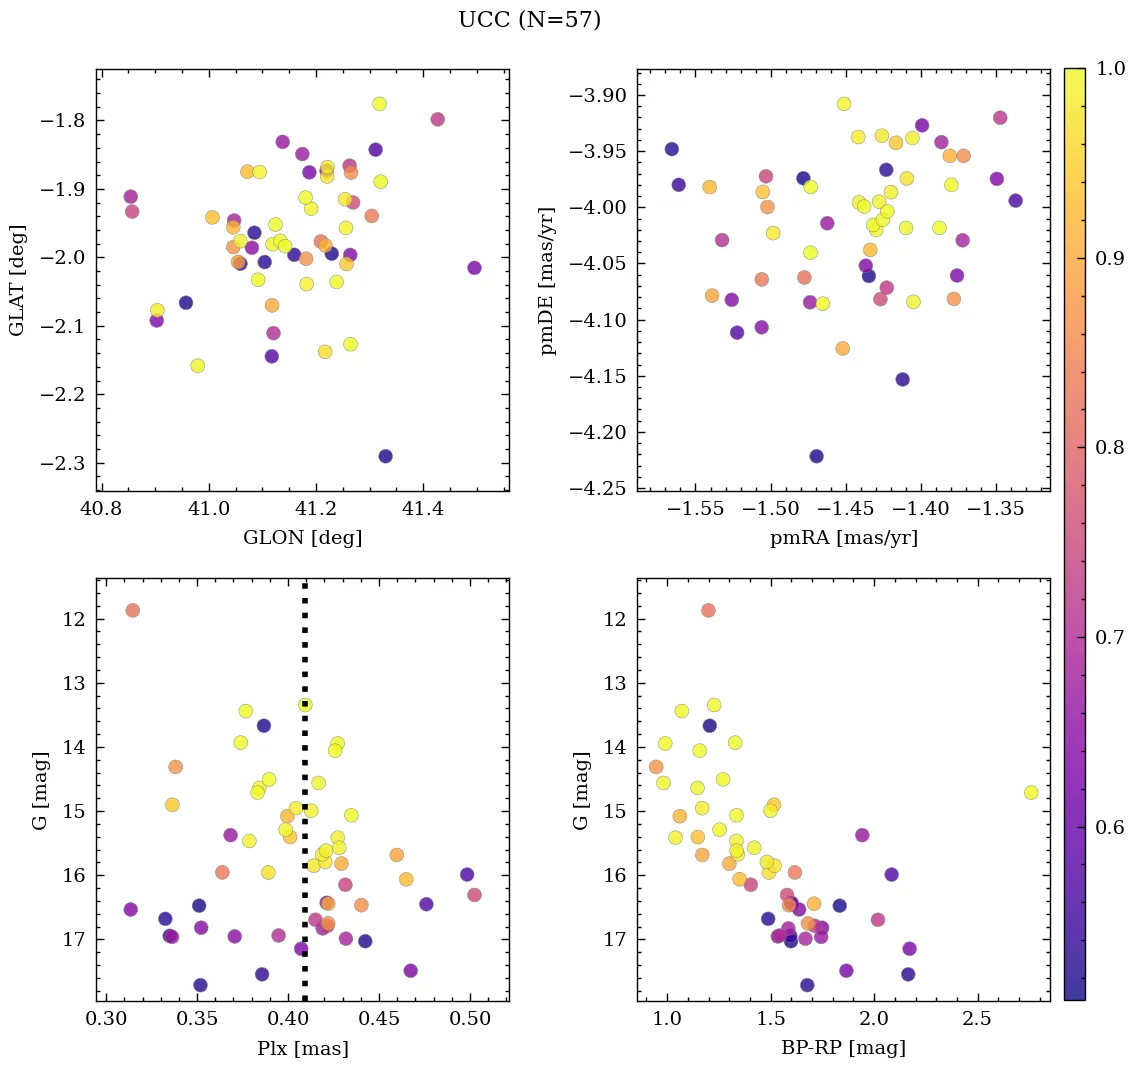 UCC (N=57)
−1.8
−1.9
−2.0
−2.1
−2.2
−2.3
GLAT [deg]
40.8 41.0 41.2 41.4
GLON [deg]
−3.90
−3.95
−4.00
−4.05
−4.10
−4.15
−4.20
−4.25
pmDE [mas/yr]
−1.55 −1.50 −1.45 −1.40 −1.35
pmRA [mas/yr]
1.0
0.9
0.8
0.7
0.6
12
13
14
15
16
17
G [mag]
0.30 0.35 0.40 0.45 0.50
Plx [mas]
12
13
14
15
16
17
G [mag]
1.0 1.5 2.0 2.5
BP-RP [mag]